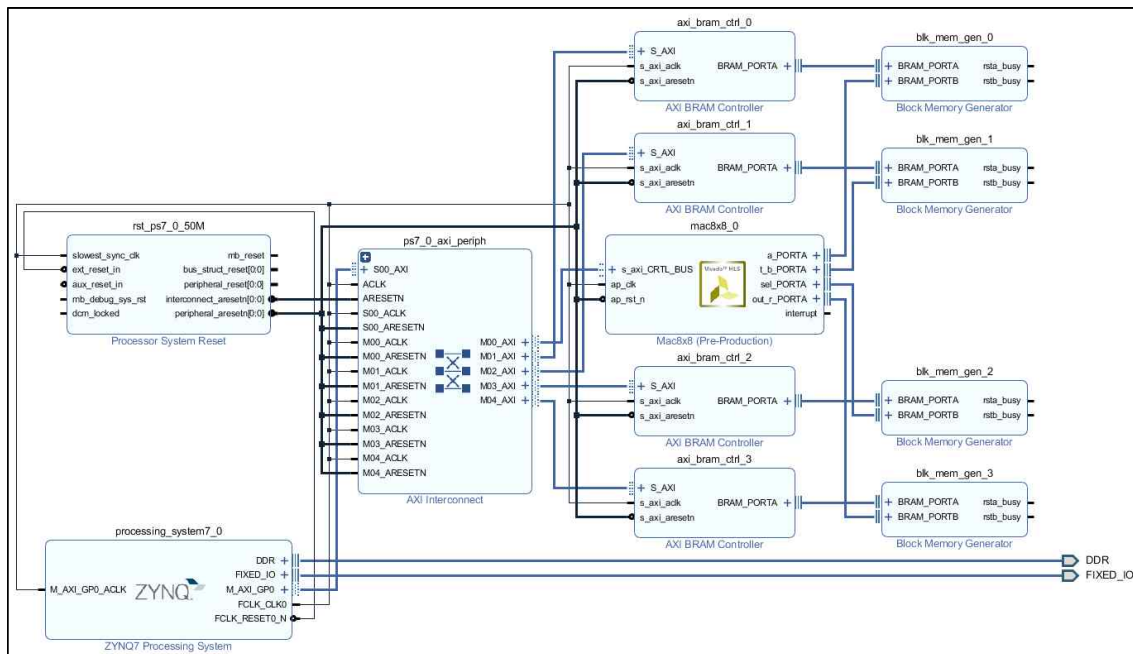 axi_bram_ctrl_0
S_AXI
s_axi_aclk
s_axi_aresetn
BRAM_PORTA
AXI BRAM Controller
blk_mem_gen_0
BRAM_PORTA
BRAM_PORTB
rsta_busy
rstb_busy
Block Memory Generator
axi_bram_ctrl_1
S_AXI
s_axi_aclk
s_axi_aresetn
BRAM_PORTA
AXI BRAM Controller
blk_mem_gen_1
BRAM_PORTA
BRAM_PORTB
rsta_busy
rstb_busy
Block Memory Generator
rst_ps7_0_50M
slowest_sync_clk
ext_reset_in
aux_reset_in
mb_debug_sys_rst
dcm_locked
mb_reset
bus_struct_reset[0:0]
peripheral_reset[0:0]
interconnect_aresetn[0:0]
peripheral_aresetn[0:0]
Processor System Reset
ps7_0_axi_periph
S00_AXI
ACLK
ARESETN
S00_ACLK
S00_ARESETN
M00_ACLK
M00_ARESETN
M01_ACLK
M01_ARESETN
M02_ACLK
M02_ARESETN
M03_ACLK
M03_ARESETN
M04_ACLK
M04_ARESETN
M00_AXI
M01_AXI
M02_AXI
M03_AXI
M04_AXI
AXI Interconnect
mac8x8_0
s_axi_CRTL_BUS
ap_clk
ap_rst_n
Vivado™ HLS
a_PORTA
t_b_PORTA
sel_PORTA
out_r_PORTA
interrupt
Mac8x8 (Pre-Production)
axi_bram_ctrl_2
S_AXI
s_axi_aclk
s_axi_aresetn
BRAM_PORTA
AXI BRAM Controller
blk_mem_gen_2
BRAM_PORTA
BRAM_PORTB
rsta_busy
rstb_busy
Block Memory Generator
axi_bram_ctrl_3
S_AXI
s_axi_aclk
s_axi_aresetn
BRAM_PORTA
AXI BRAM Controller
blk_mem_gen_3
BRAM_PORTA
BRAM_PORTB
rsta_busy
rstb_busy
Block Memory Generator
processing_system7_0
M_AXI_GP0_ACLK
ZYNQ
DDR
FIXED_IO
M_AXI_GP0
FCLK_CLK0
FCLK_RESET0_N
ZYNQ7 Processing System
DDR
FIXED_IO